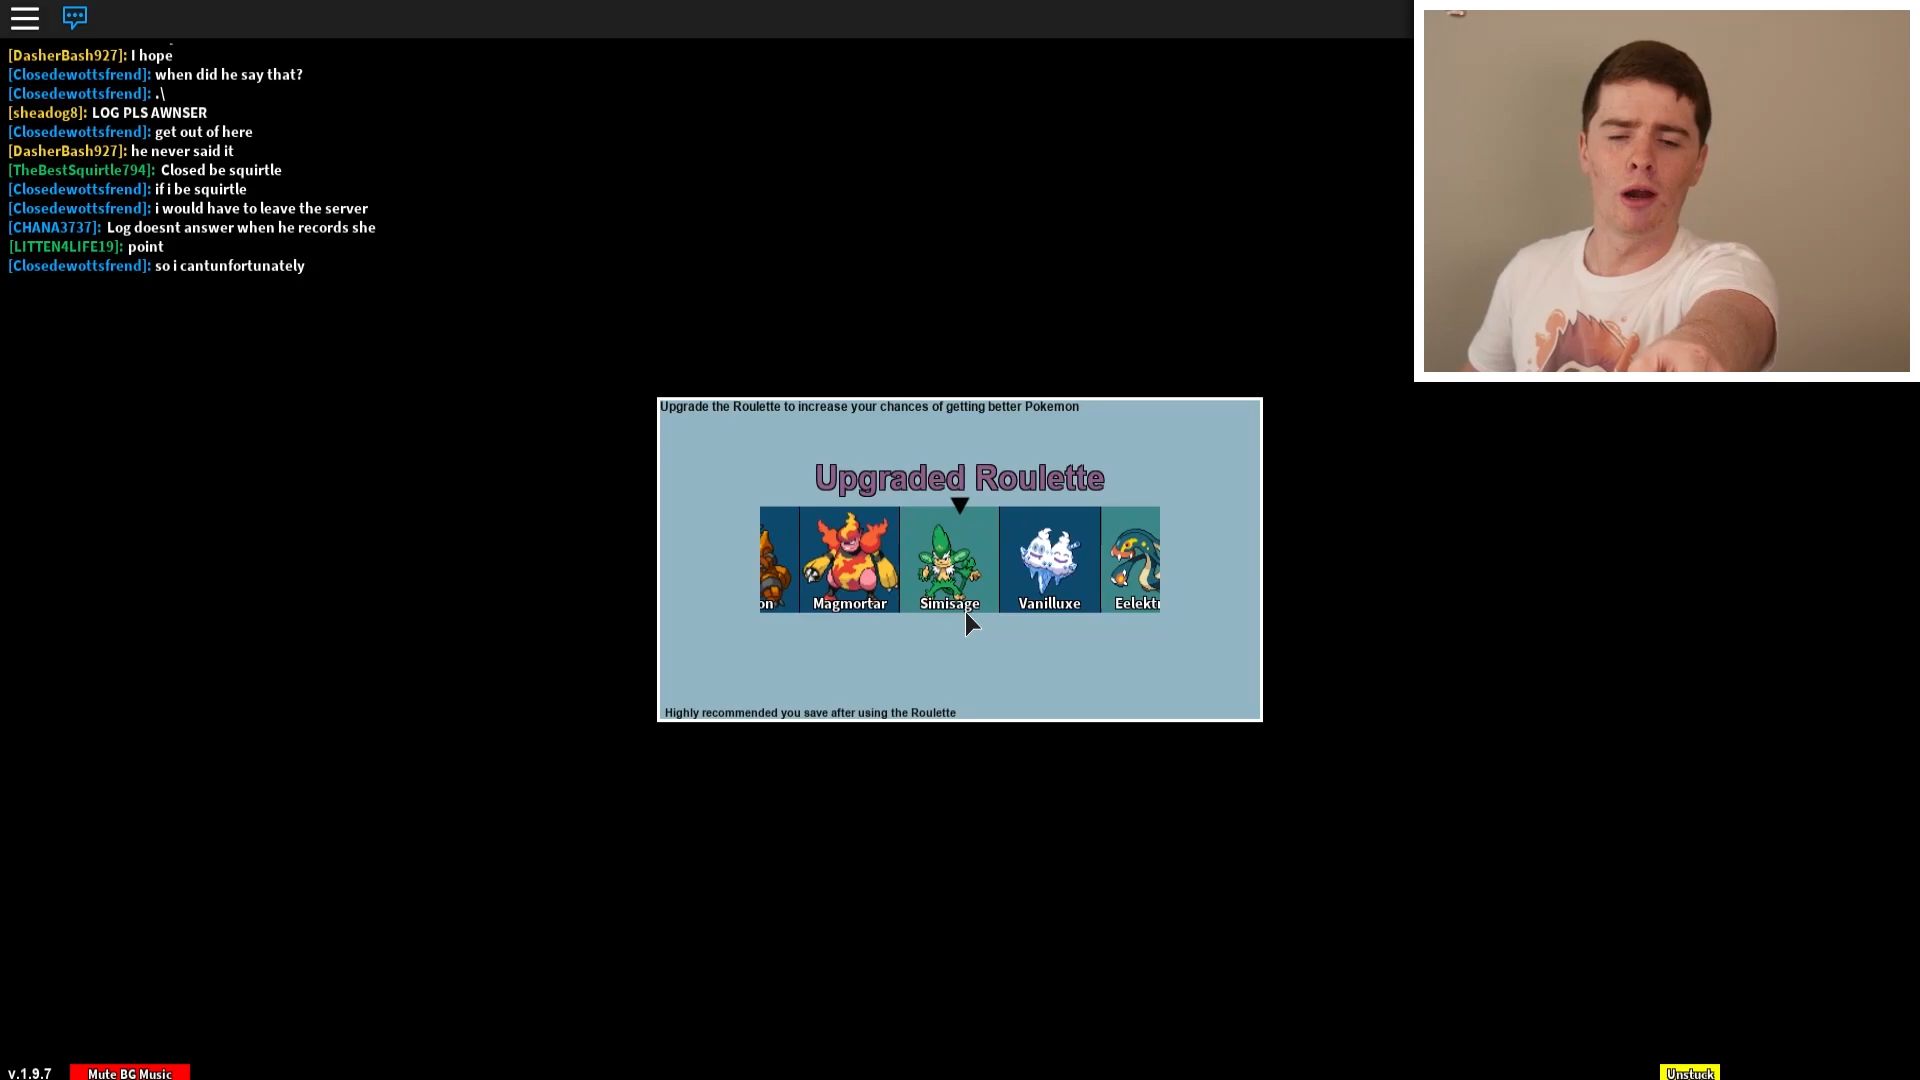 [DasherBash927]: I hope
[Closedewottsfrend]: when did he say that?
[Closedewottsfrend]: .\
[sheadog8]: LOG PLS AWNSER
[Closedewottsfrend]: get out of here
[DasherBash927]: he never said it
[TheBestSquirtle794]: Closed be squirtle
[Closedewottsfrend]: if i be squirtle
[Closedewottsfrend]: i would have to leave the server
[CHANA3737]: Log doesnt answer when he records she
[LITTEN4LIFE19]: point
[Closedewottsfrend]: so i cantunfortunately
Upgrade the Roulette to increase your chances of getting better Pokemon
Upgraded Roulette
on Magmortar Simisage Vanilluxe Eelektr
Highly recommended you save after using the Roulette
v.1.9.7 Mute BG Music Unstuck